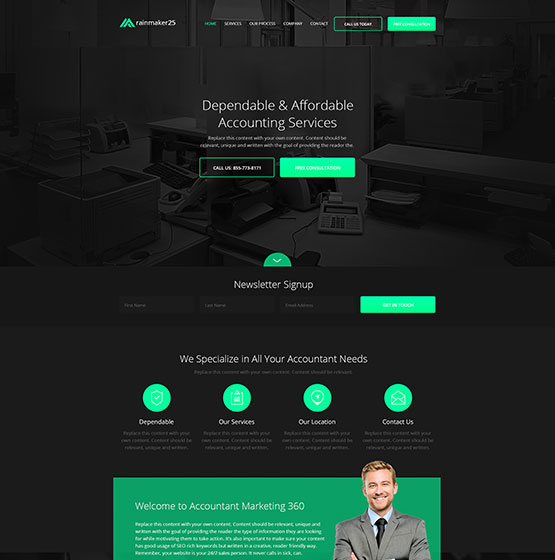 rainmaker25
HOME SERVICES OUR PROCESS COMPANY CONTACT CALL US TODAY FREE CONSULTATION
Dependable & Affordable
Accounting Services
Replace this content with your own content. Content should be
relevant, unique and written with the goal of providing the reader the.
CALL US: 855-773-8171 FREE CONSULTATION
Newsletter Signup
First Name Last Name Email Address GET IN TOUCH
We Specialize in All Your Accountant Needs
Replace this content with your own content. Content Should be relevant.
Dependable Our Services Our Location Contact Us
Replace this content with your own content. Content should be relevant, unique and written.
Replace this content with your own content. Content should be relevant, unique and written.
Replace this content with your own content. Content should be relevant, unique and written.
Replace this content with your own content. Content should be relevant, unique and written.
Welcome to Accountant Marketing 360
Replace this content with your own content. Content should be relevant, unique and
written with the goal of providing the reader the type of information they are looking
for while motivating them to take action. It's also important to make sure your content
has good usage of SEO rich keywords but written in a creative, reader friendly way.
Remember, your website is your 24/7 sales person. It never calls in sick, can